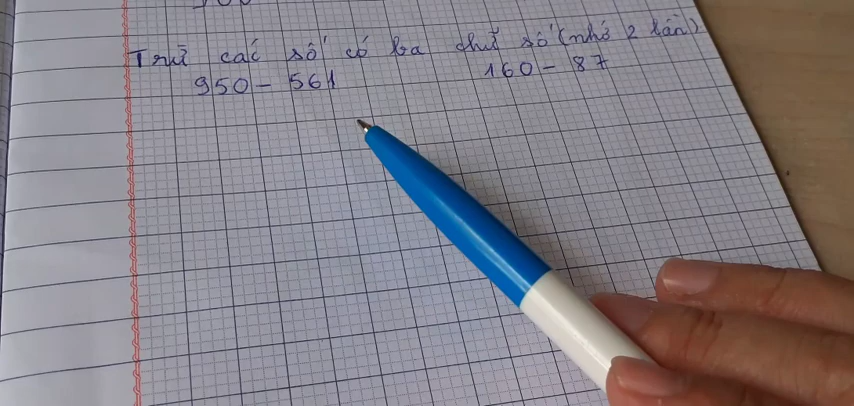 Trừ các số có ba chữ số (nhớ 2 lần)
950 - 561 160 - 87